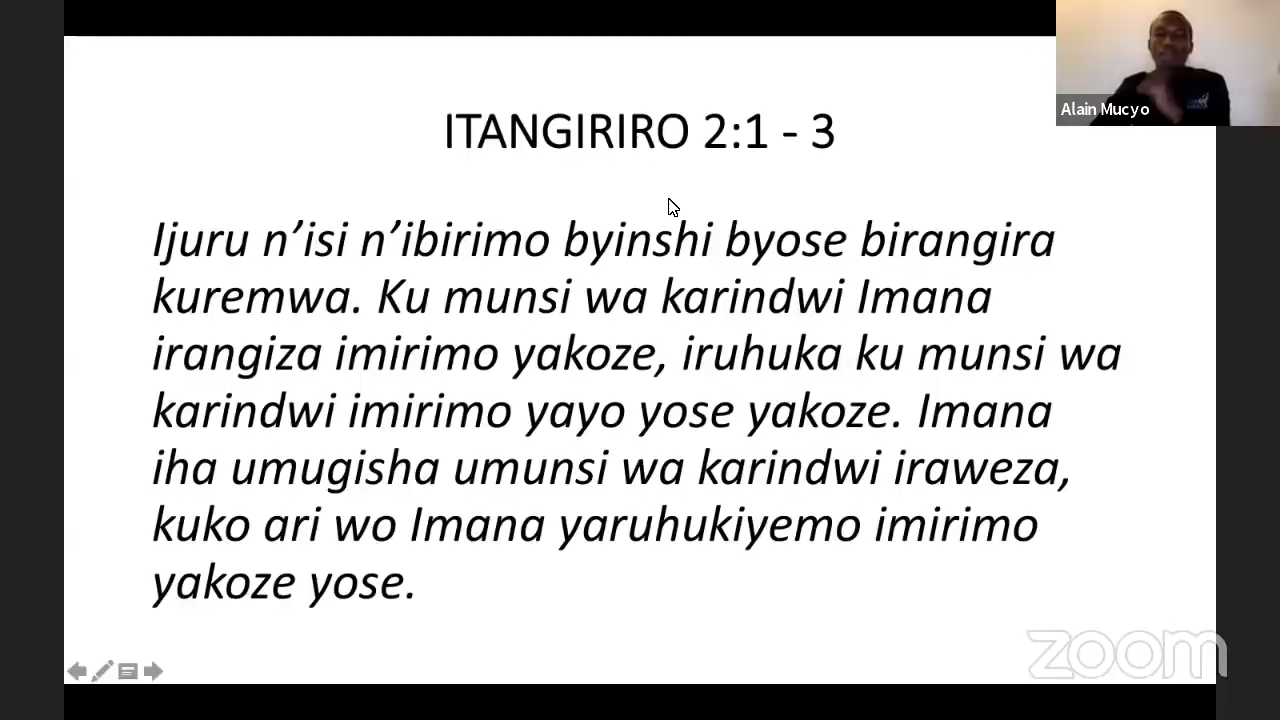 Alain Mucyo
ITANGIRIRO 2:1 - 3
Ijuru n’isi n’ibirimo byinshi byose birangira
kuremwa. Ku munsi wa karindwi Imana
irangiza imirimo yakoze, iruhuka ku munsi wa
karindwi imirimo yayo yose yakoze. Imana
iha umugisha umunsi wa karindwi iraweza,
kuko ari wo Imana yaruhukiyemo imirimo
yakoze yose.
zoom